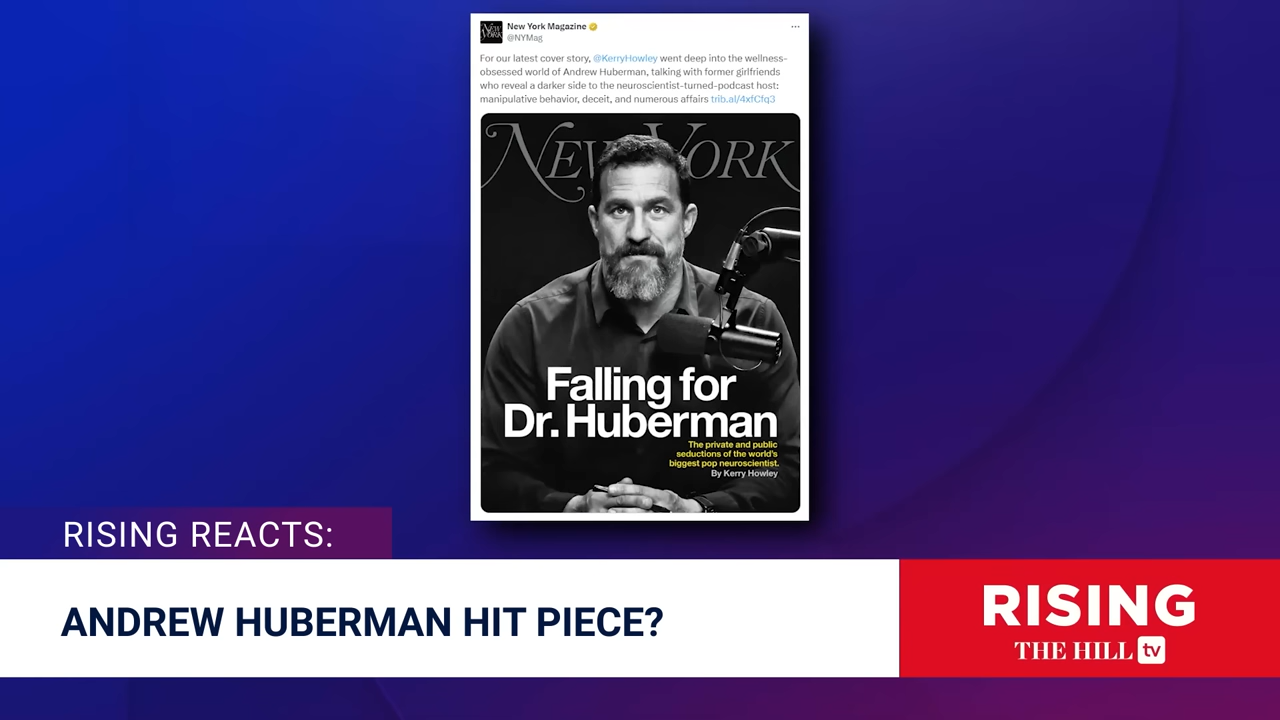 New York Magazine
@NYMag
For our latest cover story, @KerryHowley went deep into the wellness-
obsessed world of Andrew Huberman, talking with former girlfriends
who reveal a darker side to the neuroscientist-turned-podcast host:
manipulative behavior, deceit, and numerous affairs trib.al/4xfCfq3
NEW YORK
NEW YORK
Falling for
Dr. Huberman
The private and public
seductions of the world's
biggest pop neuroscientist.
By Kerry Howley
RISING REACTS:
ANDREW HUBERMAN HIT PIECE?
RISING
THE HILL tv